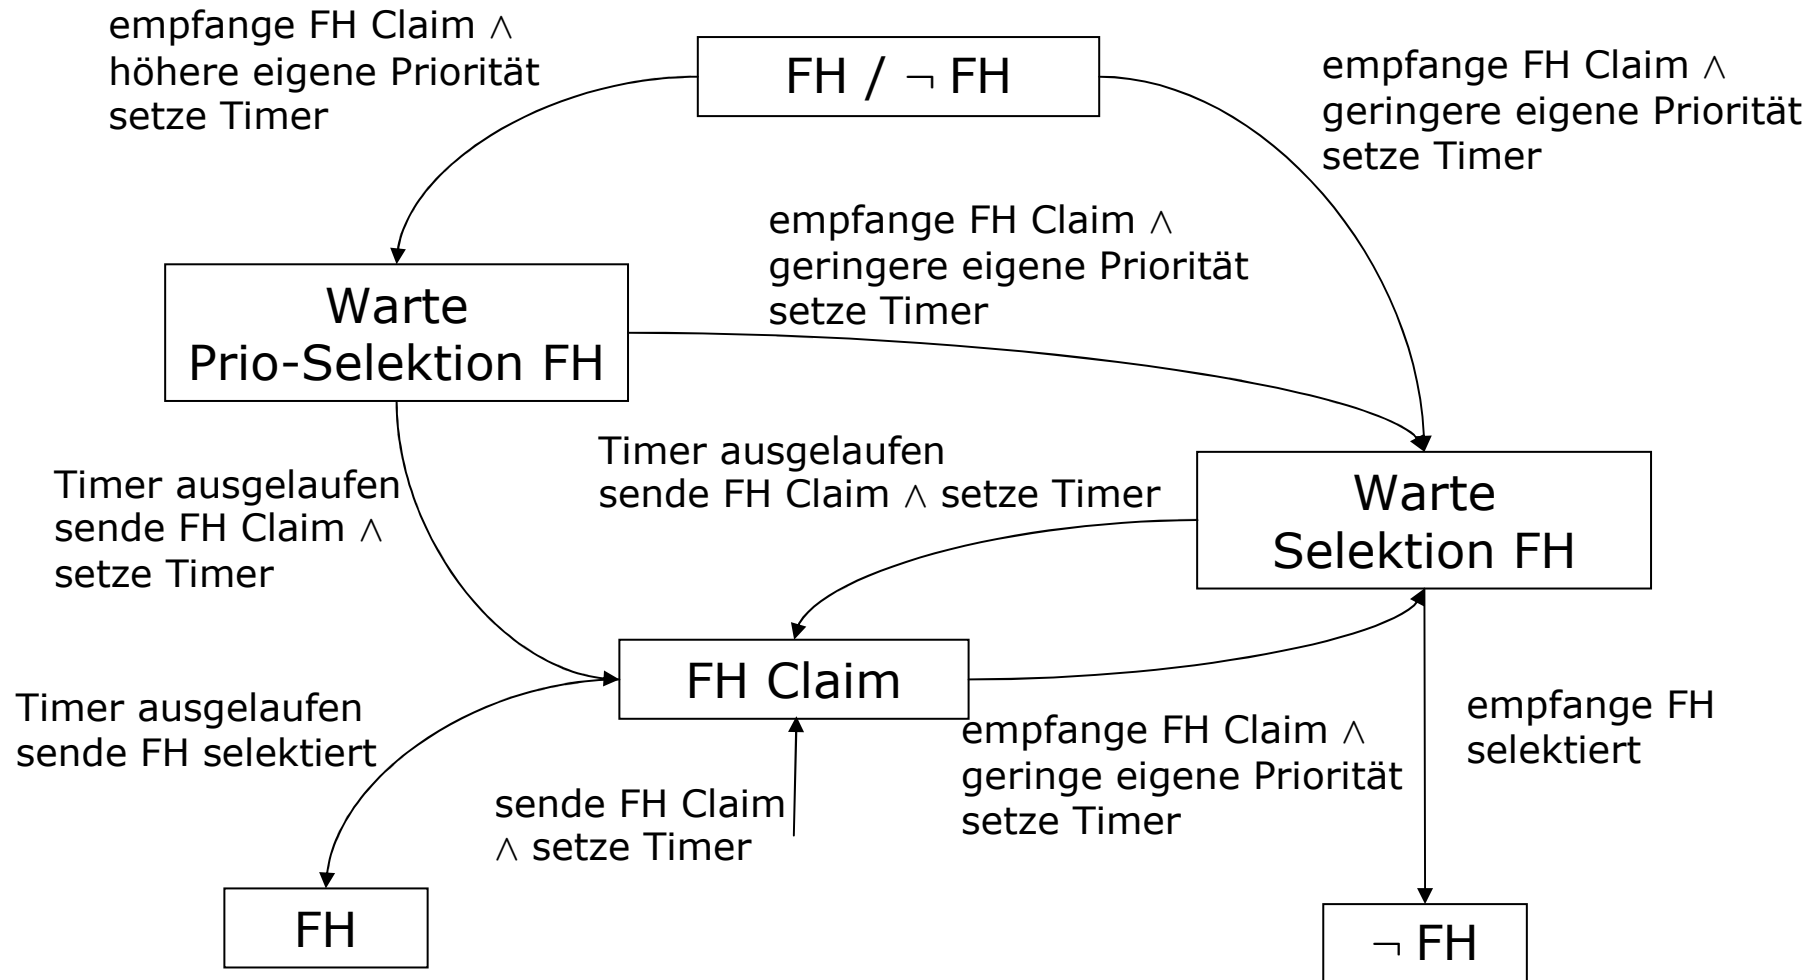 empfange FH Claim ∧
höhere eigene Priorität
setze Timer
FH / ¬ FH
empfange FH Claim ∧
geringere eigene Priorität
setze Timer
empfange FH Claim ∧
geringere eigene Priorität
setze Timer
Warte
Prio-Selektion FH
Timer ausgelaufen
sende FH Claim ∧
setze Timer
Timer ausgelaufen
sende FH Claim ∧ setze Timer
Warte
Selektion FH
FH Claim
Timer ausgelaufen
sende FH selektiert
sende FH Claim
∧ setze Timer
empfange FH Claim ∧
geringe eigene Priorität
setze Timer
empfange FH
selektiert
FH
¬ FH